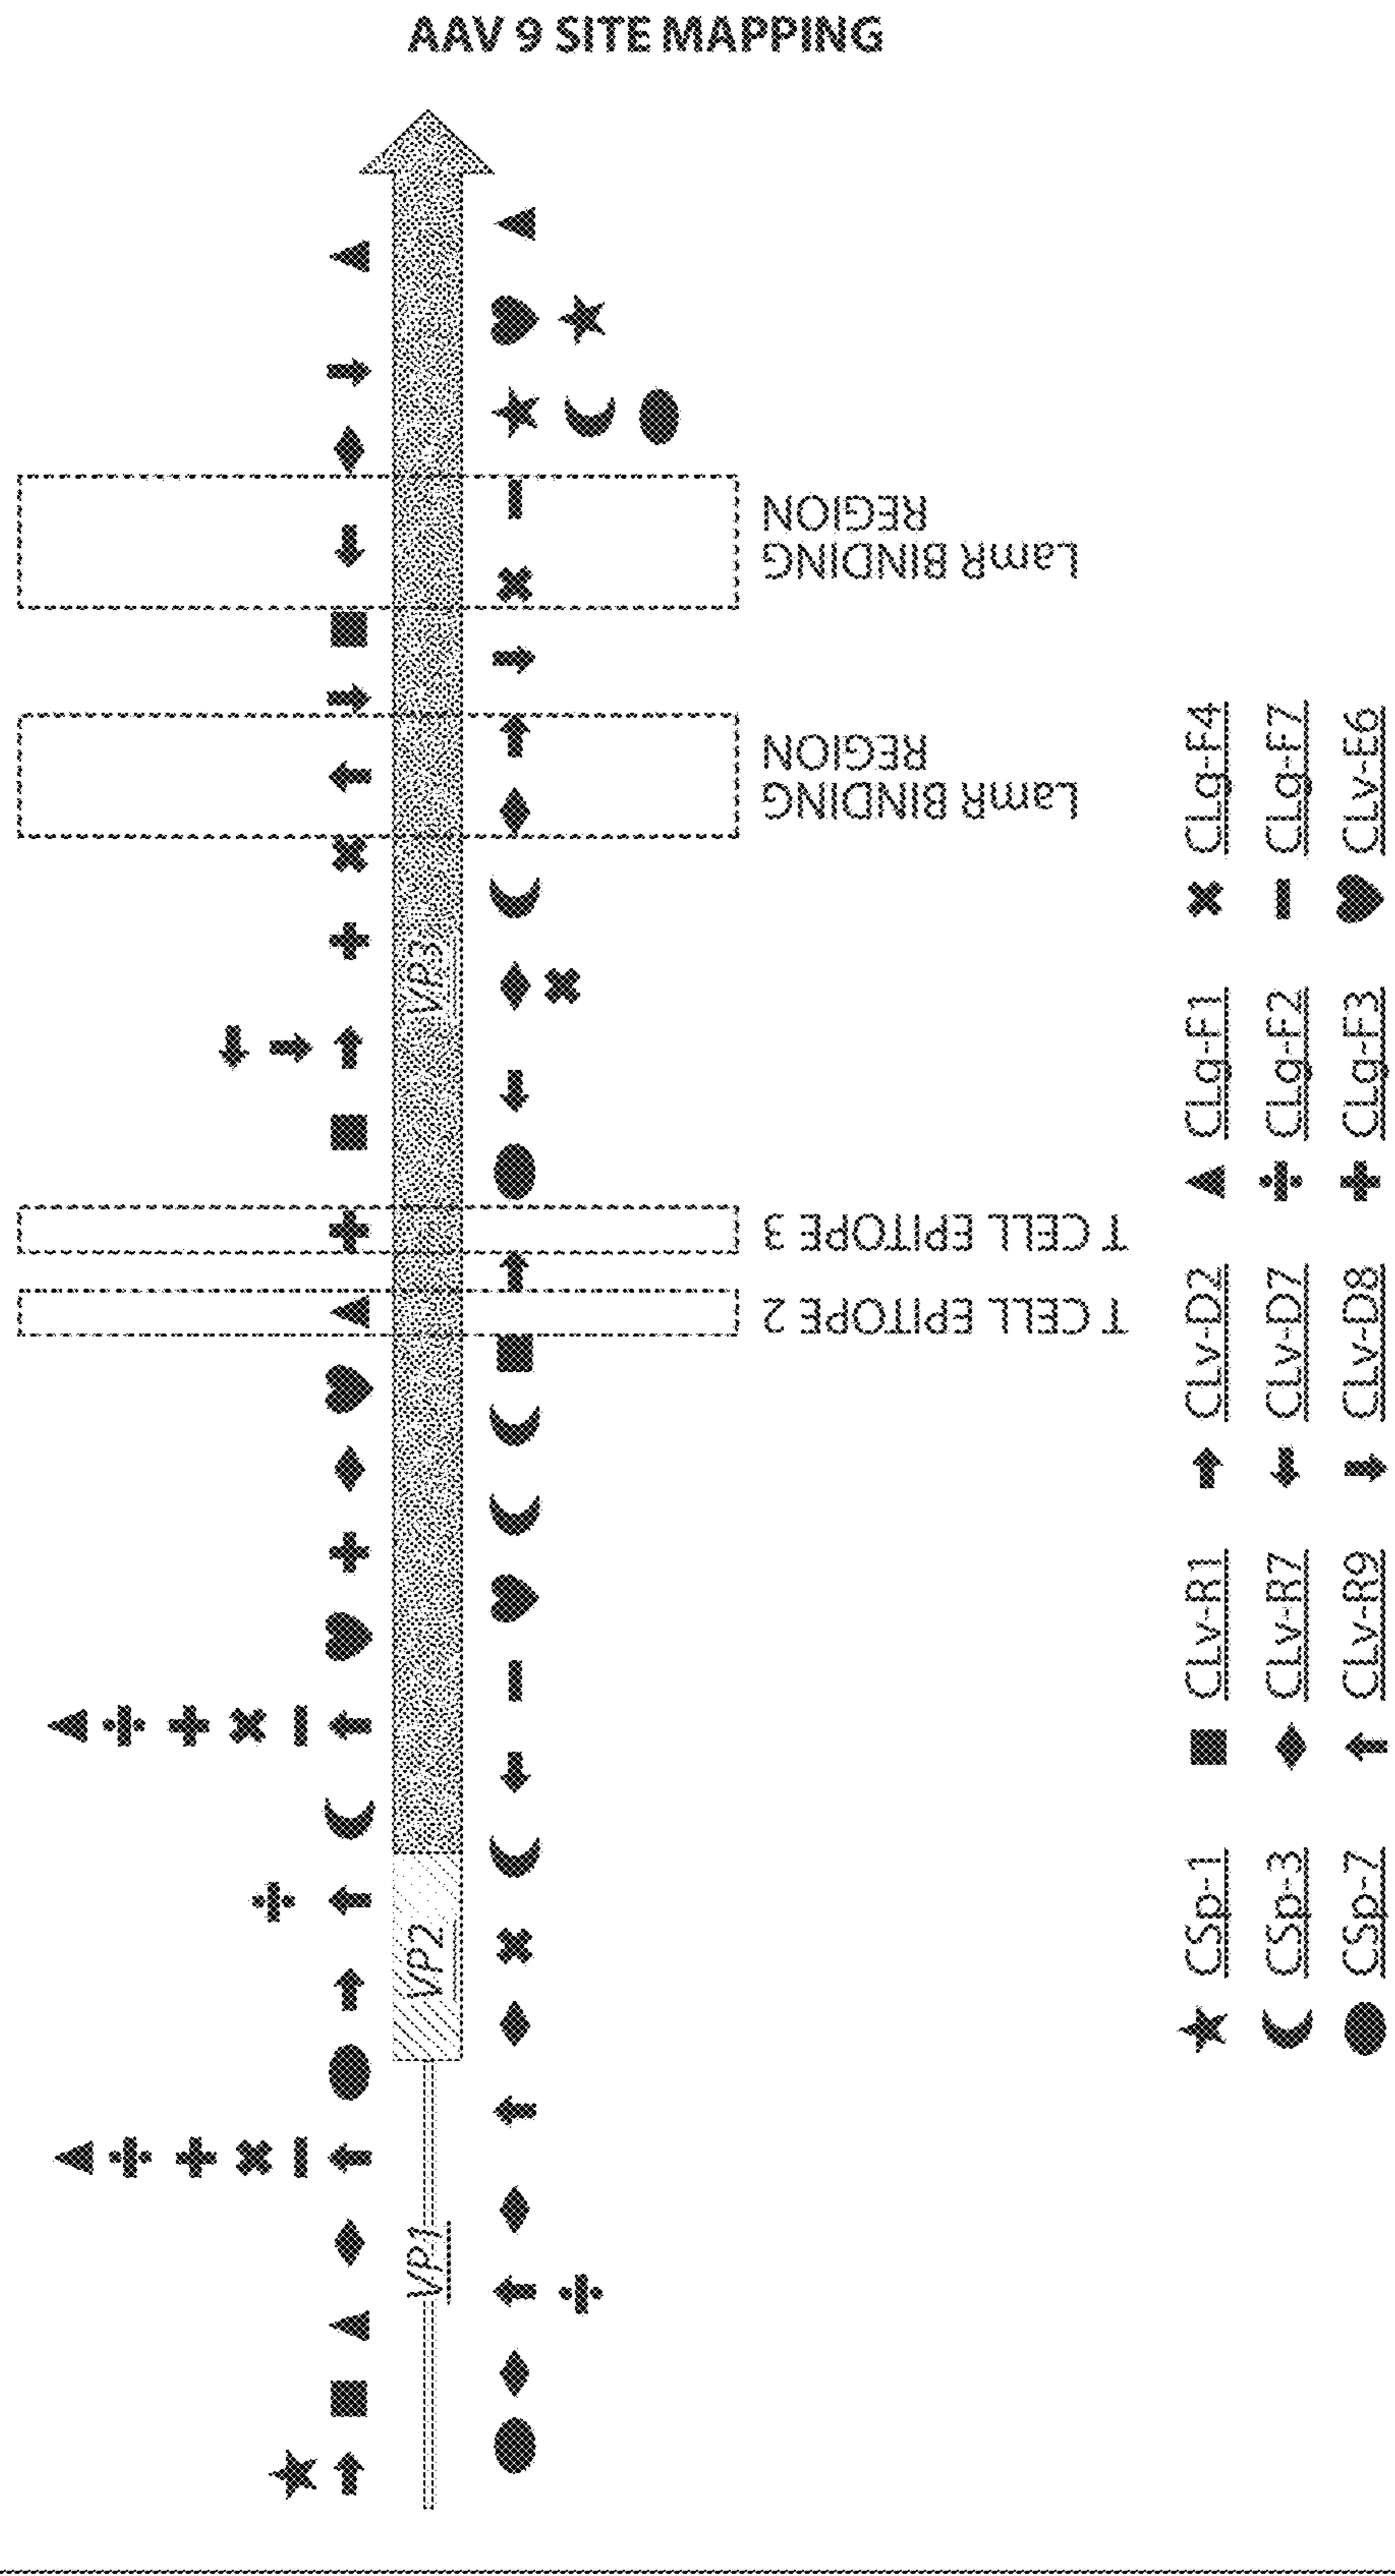 AAV 9 SITE MAPPING
VP1
VP2
VP3
T CELL EPITOPE 2
T CELL EPITOPE 3
LamR BINDING
REGION
LamR BINDING
REGION
CSp-1
CSp-3
CSp-7
CLv-R1
CLv-R7
CLv-R9
CLv-D2
CLv-D7
CLv-D8
CLg-F1
CLg-F2
CLg-F3
CLg-F4
CLg-F7
CLv-E6